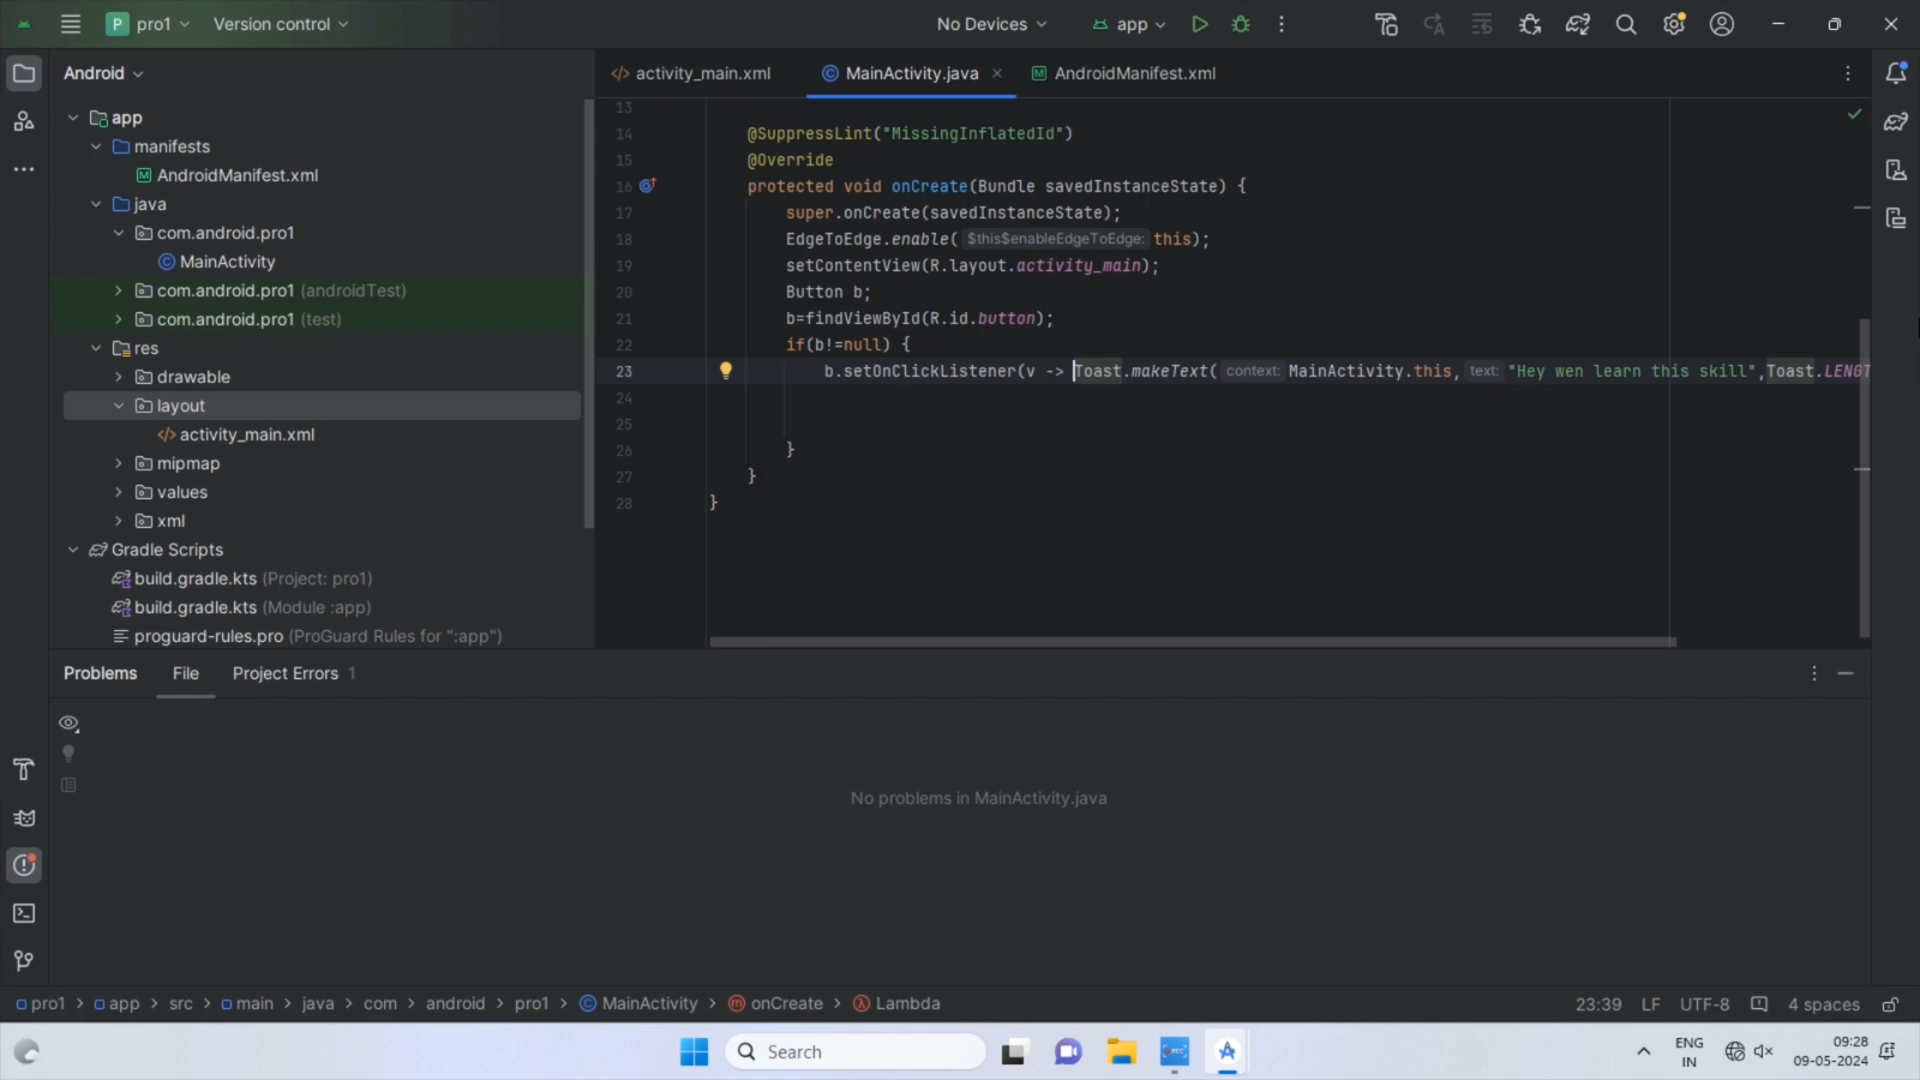 P pro1 Version control No Devices app
Android
activity_main.xml MainActivity.java AndroidManifest.xml
app
manifests
AndroidManifest.xml
java
com.android.pro1
MainActivity
com.android.pro1 (androidTest)
com.android.pro1 (test)
res
drawable
layout
activity_main.xml
mipmap
values
xml
Gradle Scripts
build.gradle.kts (Project: pro1)
build.gradle.kts (Module :app)
proguard-rules.pro (ProGuard Rules for ":app")
13
14 @SuppressLint("MissingInflatedId")
15 @Override
16 protected void onCreate(Bundle savedInstanceState) {
17 super.onCreate(savedInstanceState);
18 EdgeToEdge.enable( $this$enableEdgeToEdge: this);
19 setContentView(R.layout.activity_main);
20 Button b;
21 b=findViewById(R.id.button);
22 if(b!=null) {
23 b.setOnClickListener(v -> Toast.makeText( context: MainActivity.this, text: "Hey wen learn this skill",Toast.LENGT
24
25
26 }
27 }
28 }
Problems File Project Errors 1
No problems in MainActivity.java
pro1 > app > src > main > java > com > android > pro1 > MainActivity > onCreate > Lambda
23:39 LF UTF-8 4 spaces
Search
REC
ENG
IN
09:28
09-05-2024